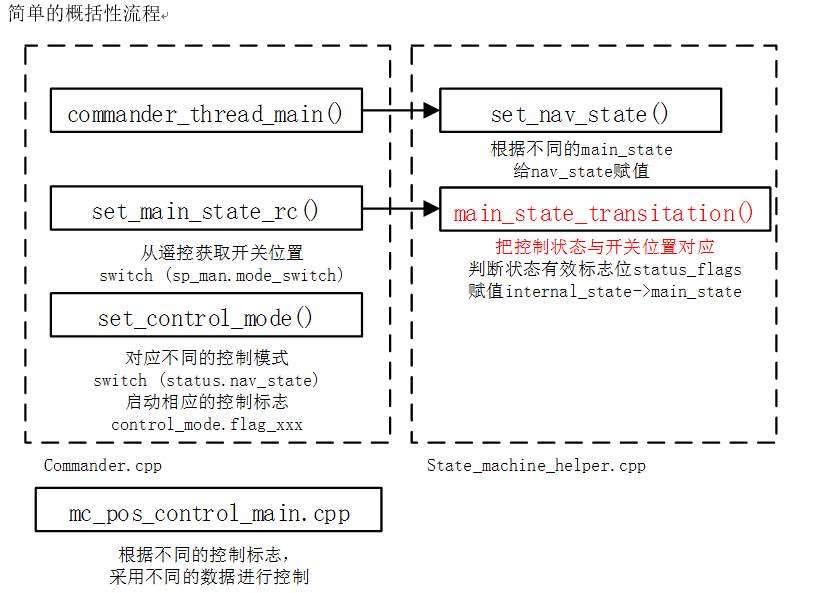 简单的概括性流程
commander_thread_main()
set_nav_state()
根据不同的main_state
给nav_state赋值
set_main_state_rc()
main_state_transitation()
从遥控获取开关位置
switch (sp_man.mode_switch)
把控制状态与开关位置对应
判断状态有效标志位status_flags
赋值internal_state->main_state
set_control_mode()
对应不同的控制模式
switch (status.nav_state)
启动相应的控制标志
control_mode.flag_xxx
Commander.cpp
State_machine_helper.cpp
mc_pos_control_main.cpp
根据不同的控制标志,
采用不同的数据进行控制